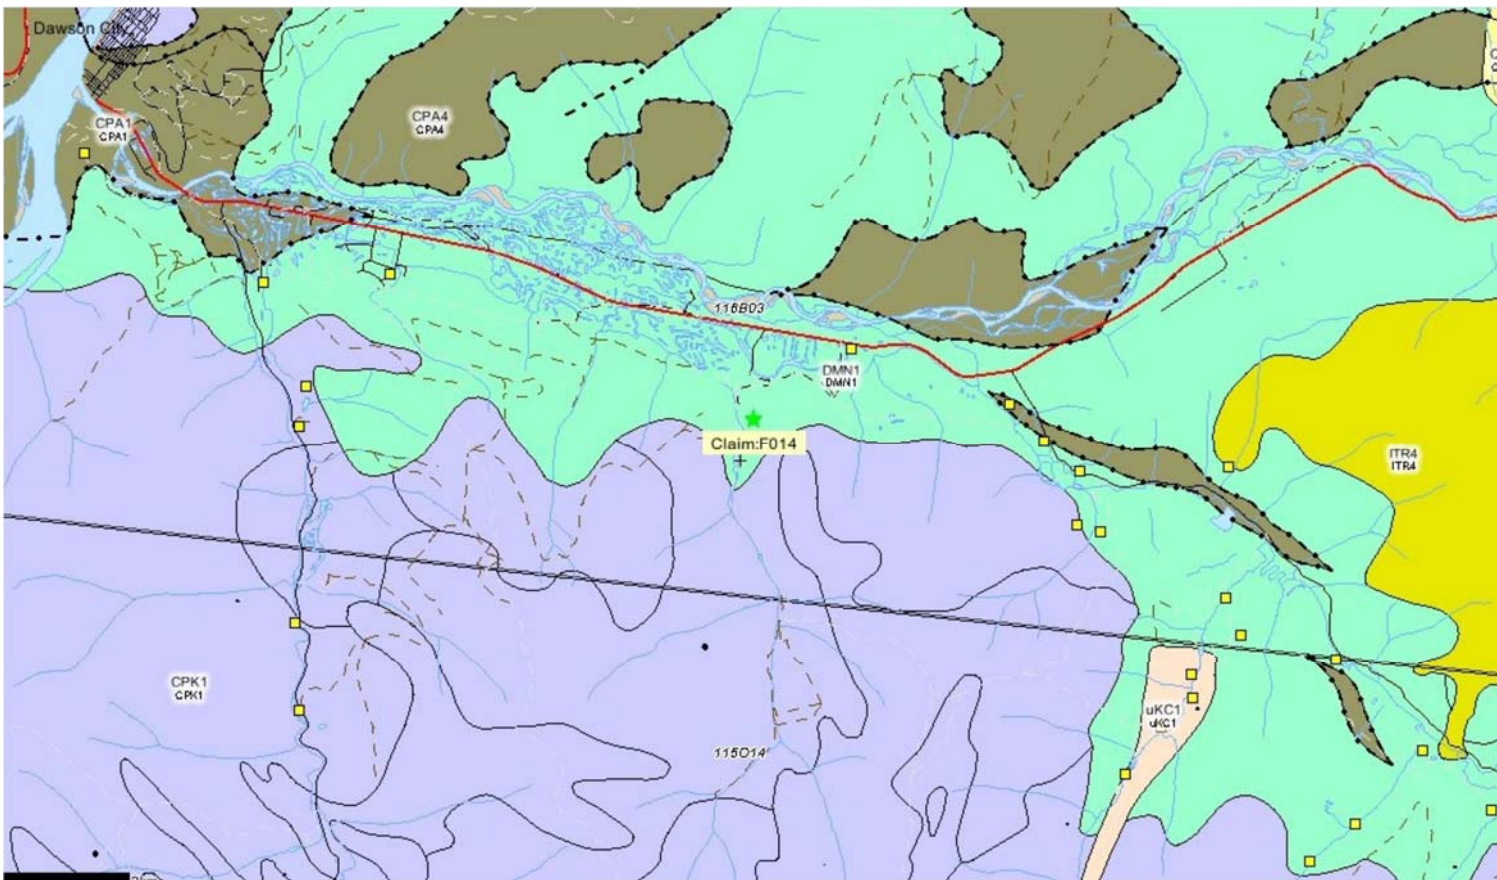 Dawson City
CPA1
CPA1
CPA4
CPA4
116B03
DMN1
DMN1
Claim:F014
ITR4
ITR4
CPK1
CPK1
uKC1
uKC1
115O14